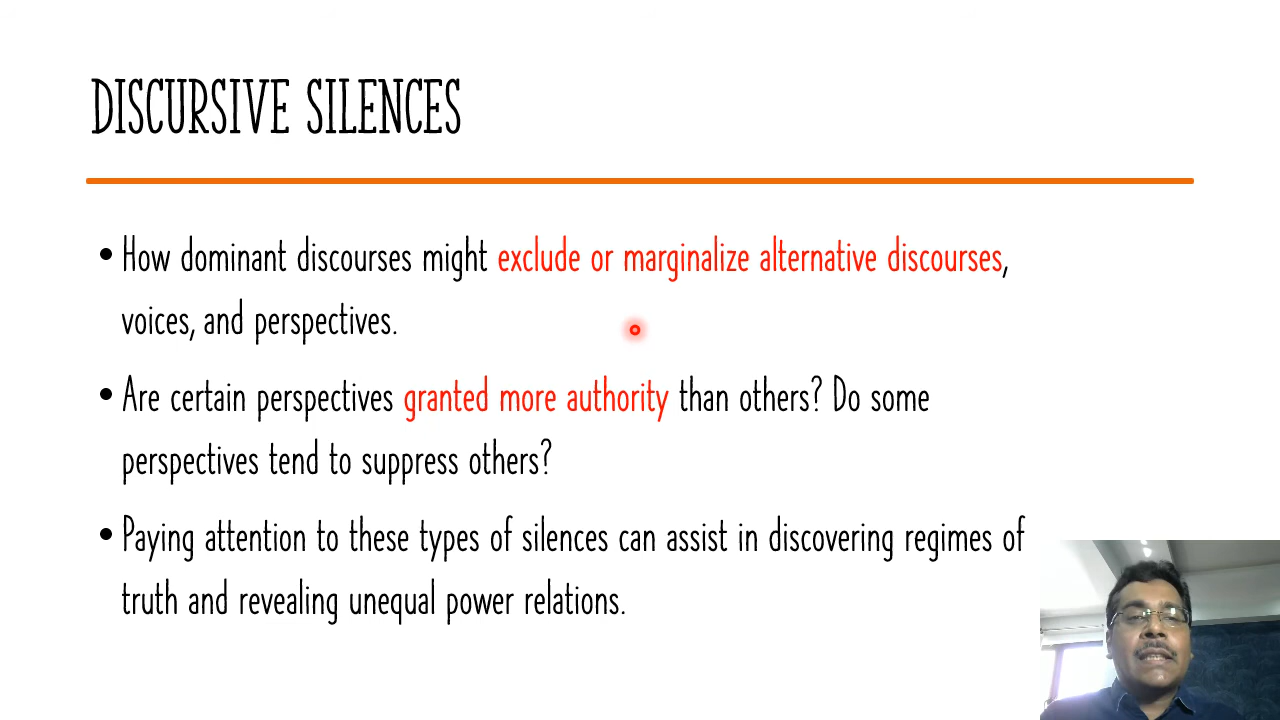 DISCURSIVE SILENCES
• How dominant discourses might exclude or marginalize alternative discourses,
voices, and perspectives.
• Are certain perspectives granted more authority than others? Do some
perspectives tend to suppress others?
• Paying attention to these types of silences can assist in discovering regimes of
truth and revealing unequal power relations.